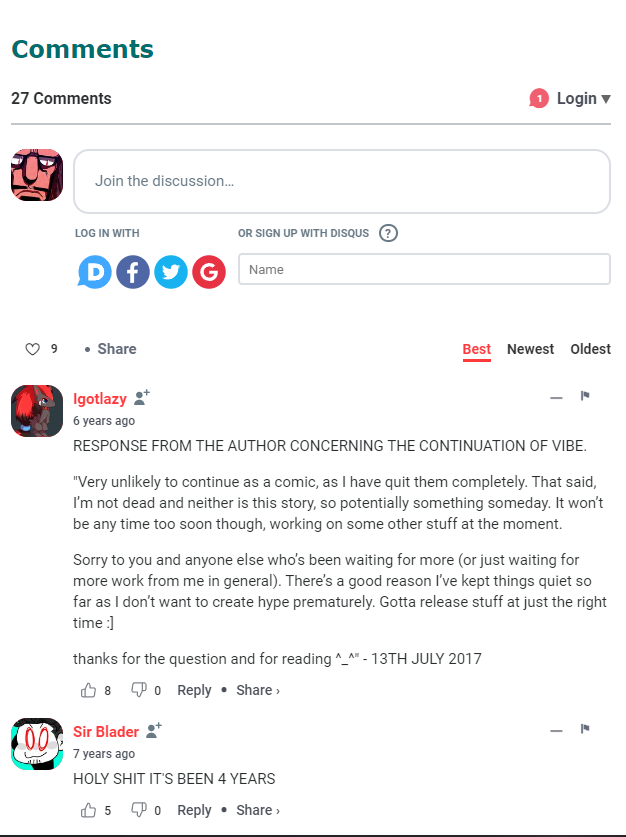 Comments
27 Comments
1 Login
Join the discussion…
LOG IN WITH
OR SIGN UP WITH DISQUS ?
D f G
Name
9 • Share
Best Newest Oldest
Igotlazy
6 years ago
RESPONSE FROM THE AUTHOR CONCERNING THE CONTINUATION OF VIBE.
"Very unlikely to continue as a comic, as I have quit them completely. That said,
I’m not dead and neither is this story, so potentially something someday. It won’t
be any time too soon though, working on some other stuff at the moment.
Sorry to you and anyone else who’s been waiting for more (or just waiting for
more work from me in general). There’s a good reason I’ve kept things quiet so
far as I don’t want to create hype prematurely. Gotta release stuff at just the right
time :]
thanks for the question and for reading ^_^" - 13TH JULY 2017
8 0 Reply • Share ›
Sir Blader
7 years ago
HOLY SHIT IT'S BEEN 4 YEARS
5 0 Reply • Share ›